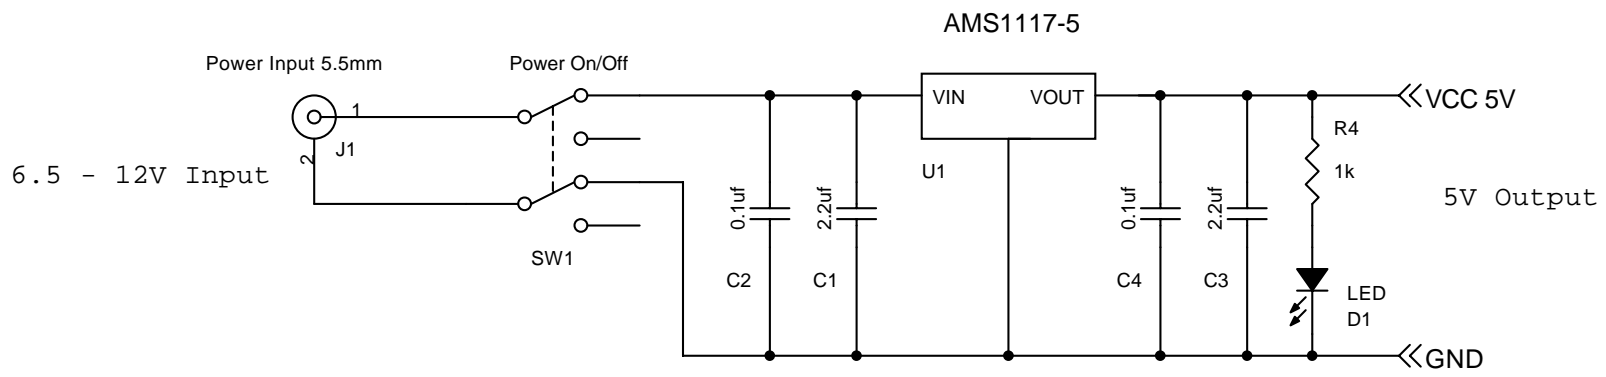 AMS1117-5
Power Input 5.5mm
Power On/Off
1
VIN
VOUT
VCC 5V
R4
J1
2
6.5 - 12V Input
U1
1k
5V Output
0.1uf
2.2uf
0.1uf
2.2uf
SW1
C2
C1
C4
C3
LED
D1
GND